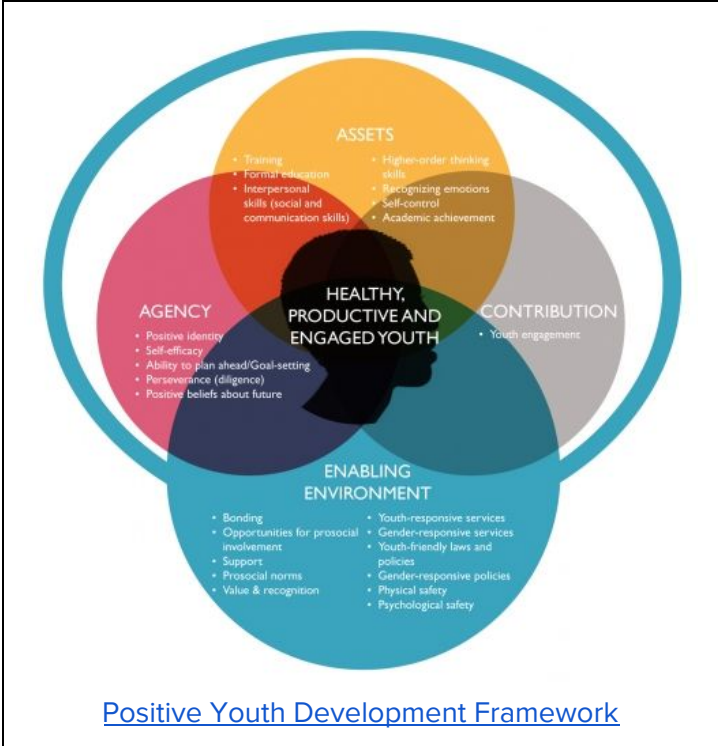 ASSETS
• Training
• Formal education
• Interpersonal
skills (social and
communication skills)
• Higher-order thinking
skills
• Recognizing emotions
• Self-control
• Academic achievement
HEALTHY,
PRODUCTIVE AND
ENGAGED YOUTH
AGENCY
• Positive identity
• Self-efficacy
• Ability to plan ahead/Goal-setting
• Perseverance (diligence)
• Positive beliefs about future
CONTRIBUTION
• Youth engagement
ENABLING
ENVIRONMENT
• Bonding
• Opportunities for prosocial
involvement
• Support
• Prosocial norms
• Value & recognition
• Youth-responsive services
• Gender-responsive services
• Youth-friendly laws and
policies
• Gender-responsive policies
• Physical safety
• Psychological safety
Positive Youth Development Framework